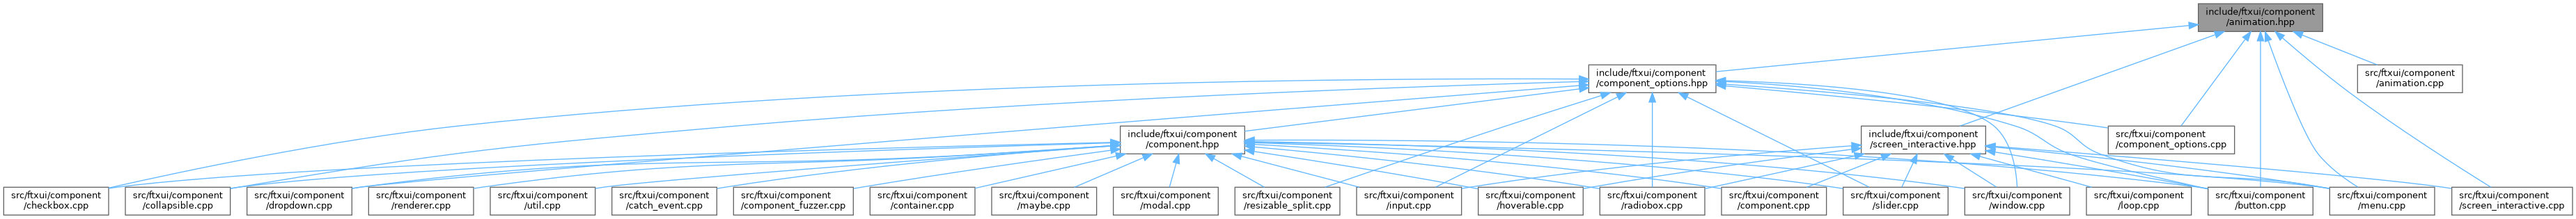 include/ftxui/component
/animation.hpp
include/ftxui/component
/component_options.hpp
src/ftxui/component
/animation.cpp
include/ftxui/component
/component.hpp
include/ftxui/component
/screen_interactive.hpp
src/ftxui/component
/component_options.cpp
src/ftxui/component
/checkbox.cpp
src/ftxui/component
/collapsible.cpp
src/ftxui/component
/dropdown.cpp
src/ftxui/component
/renderer.cpp
src/ftxui/component
/util.cpp
src/ftxui/component
/catch_event.cpp
src/ftxui/component
/component_fuzzer.cpp
src/ftxui/component
/container.cpp
src/ftxui/component
/maybe.cpp
src/ftxui/component
/modal.cpp
src/ftxui/component
/resizable_split.cpp
src/ftxui/component
/input.cpp
src/ftxui/component
/hoverable.cpp
src/ftxui/component
/radiobox.cpp
src/ftxui/component
/component.cpp
src/ftxui/component
/slider.cpp
src/ftxui/component
/window.cpp
src/ftxui/component
/loop.cpp
src/ftxui/component
/button.cpp
src/ftxui/component
/menu.cpp
src/ftxui/component
/screen_interactive.cpp